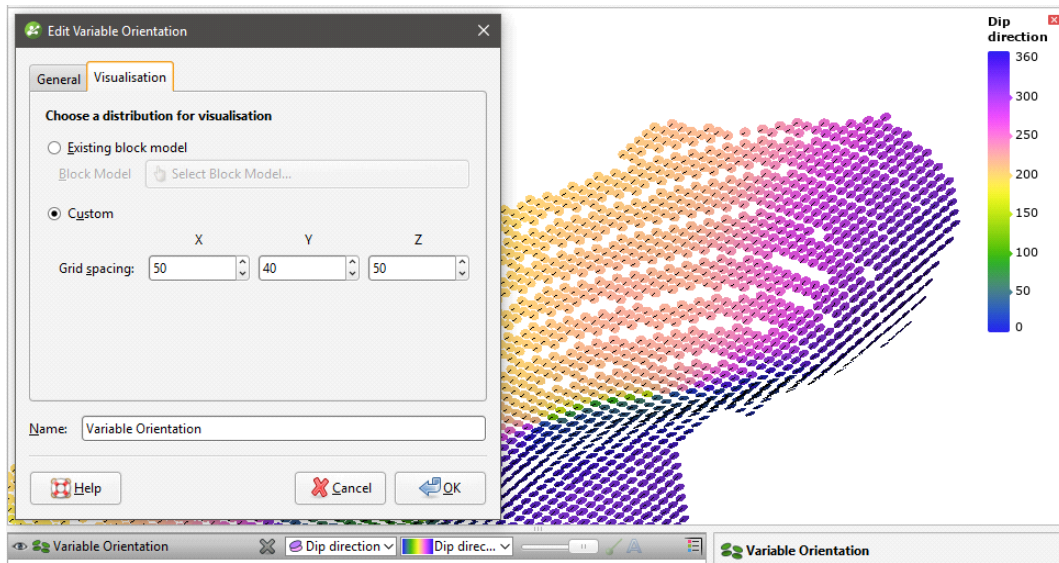 Edit Variable Orientation
General Visualisation
Choose a distribution for visualisation
Existing block model
Block Model Select Block Model...
Custom
X Y Z
Grid spacing: 50 40 50
Name: Variable Orientation
Help Cancel OK
Dip
direction
360
300
250
200
150
100
50
0
Variable Orientation Dip direction Dip direc...
Variable Orientation